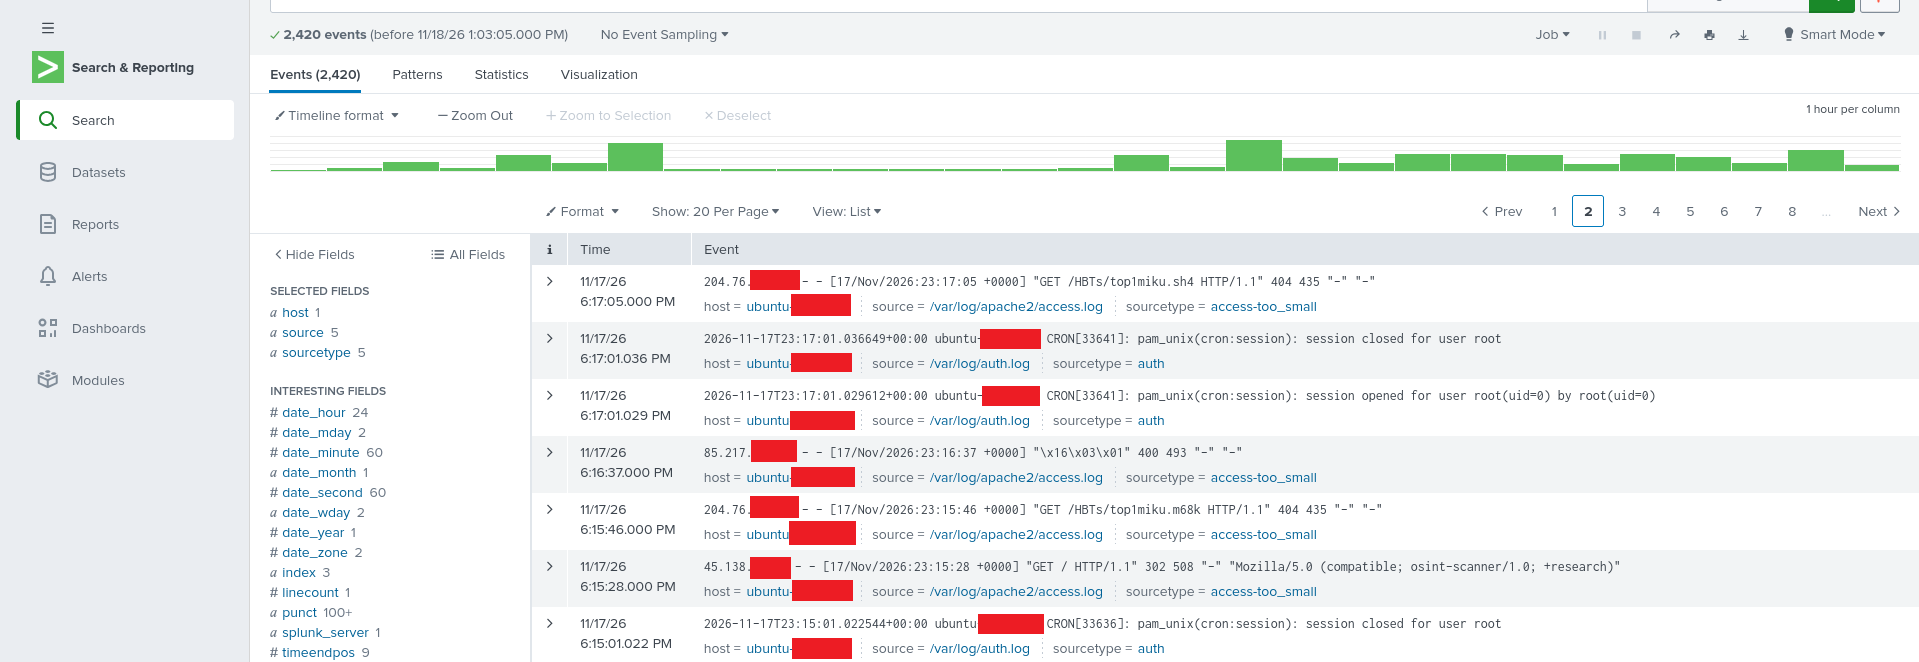 ✓ 2,420 events (before 11/18/26 1:03:05.000 PM) No Event Sampling Job Smart Mode
Search & Reporting
Search
Datasets
Reports
Alerts
Dashboards
Modules
Events (2,420) Patterns Statistics Visualization
Timeline format — Zoom Out + Zoom to Selection × Deselect 1 hour per column
Format Show: 20 Per Page View: List < Prev 1 2 3 4 5 6 7 8 ... Next >
< Hide Fields All Fields
SELECTED FIELDS
a host 1
a source 5
a sourcetype 5
INTERESTING FIELDS
# date_hour 24
# date_mday 2
# date_minute 60
a date_month 1
# date_second 60
a date_wday 2
# date_year 1
# date_zone 2
a index 3
# linecount 1
a punct 100+
a splunk_server 1
# timeendpos 9
i Time Event
11/17/26 6:17:05.000 PM
204.76. - - [17/Nov/2026:23:17:05 +0000] "GET /HBTs/top1miku.sh4 HTTP/1.1" 404 435 "-" "-"
host = ubuntu- source = /var/log/apache2/access.log sourcetype = access-too_small
11/17/26 6:17:01.036 PM
2026-11-17T23:17:01.036649+00:00 ubuntu- CRON[33641]: pam_unix(cron:session): session closed for user root
host = ubuntu- source = /var/log/auth.log sourcetype = auth
11/17/26 6:17:01.029 PM
2026-11-17T23:17:01.029612+00:00 ubuntu- CRON[33641]: pam_unix(cron:session): session opened for user root(uid=0) by root(uid=0)
host = ubuntu source = /var/log/auth.log sourcetype = auth
11/17/26 6:16:37.000 PM
85.217. - - [17/Nov/2026:23:16:37 +0000] "\x16\x03\x01" 400 493 "-" "-"
host = ubuntu- source = /var/log/apache2/access.log sourcetype = access-too_small
11/17/26 6:15:46.000 PM
204.76. - - [17/Nov/2026:23:15:46 +0000] "GET /HBTs/top1miku.m68k HTTP/1.1" 404 435 "-" "-"
host = ubuntu source = /var/log/apache2/access.log sourcetype = access-too_small
11/17/26 6:15:28.000 PM
45.138. - - [17/Nov/2026:23:15:28 +0000] "GET / HTTP/1.1" 302 508 "-" "Mozilla/5.0 (compatible; osint-scanner/1.0; +research)"
host = ubuntu- source = /var/log/apache2/access.log sourcetype = access-too_small
11/17/26 6:15:01.022 PM
2026-11-17T23:15:01.022544+00:00 ubuntu CRON[33636]: pam_unix(cron:session): session closed for user root
host = ubuntu- source = /var/log/auth.log sourcetype = auth